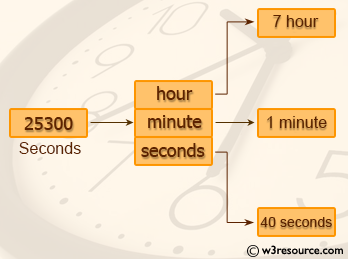 7 hour
hour
25300
minute
1 minute
Seconds
seconds
40 seconds
© w3resource.com